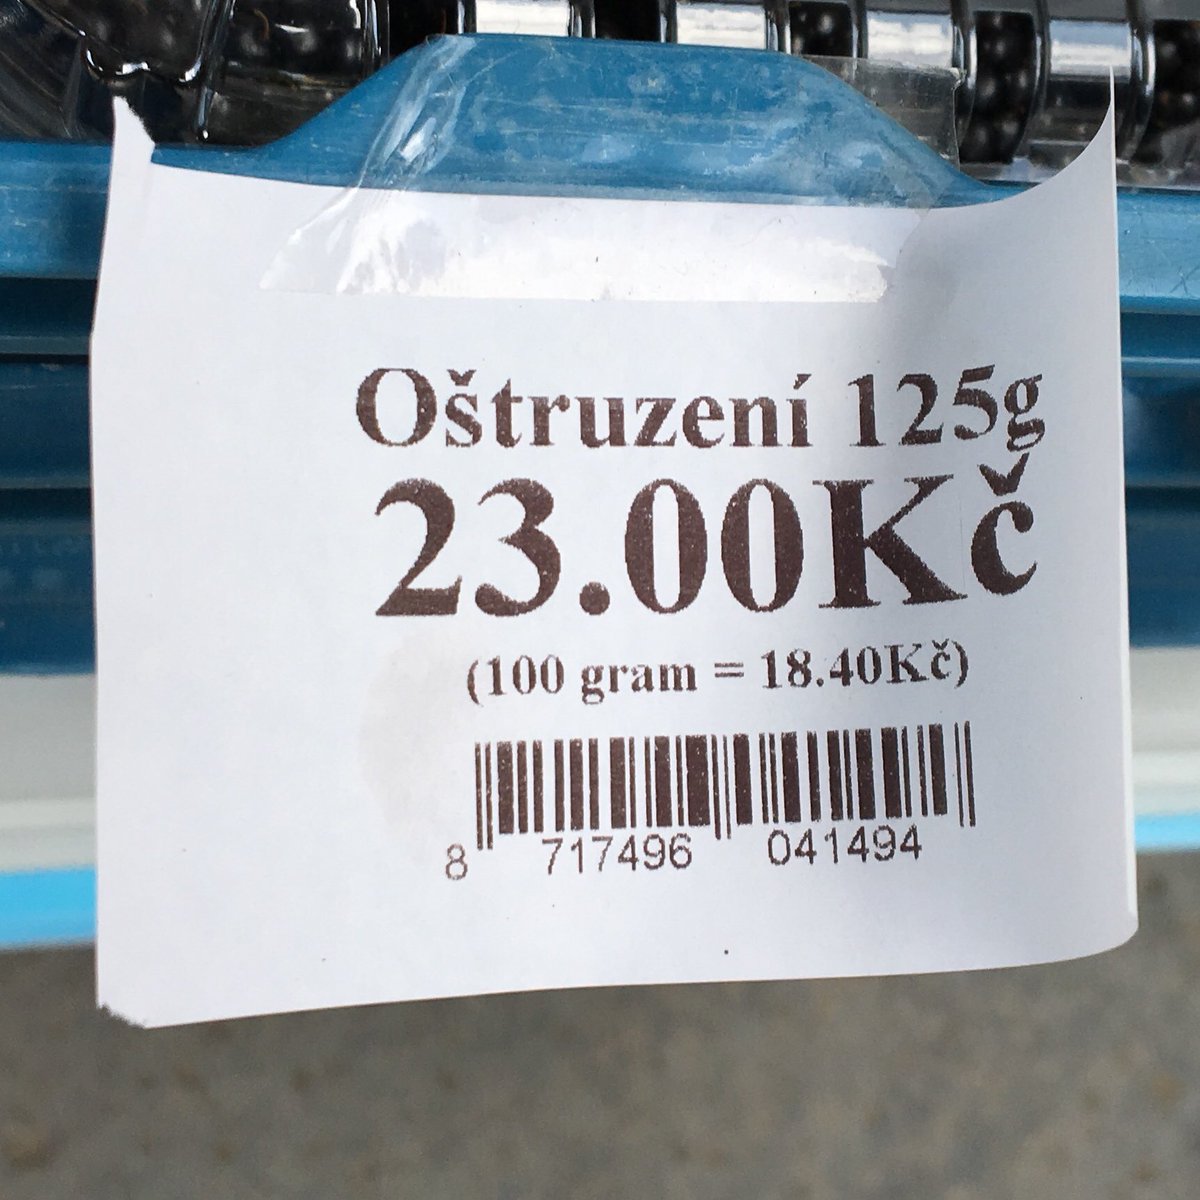 Oštruzení 125g
23.00Kč
(100 gram = 18.40Kč)
8 717496 041494